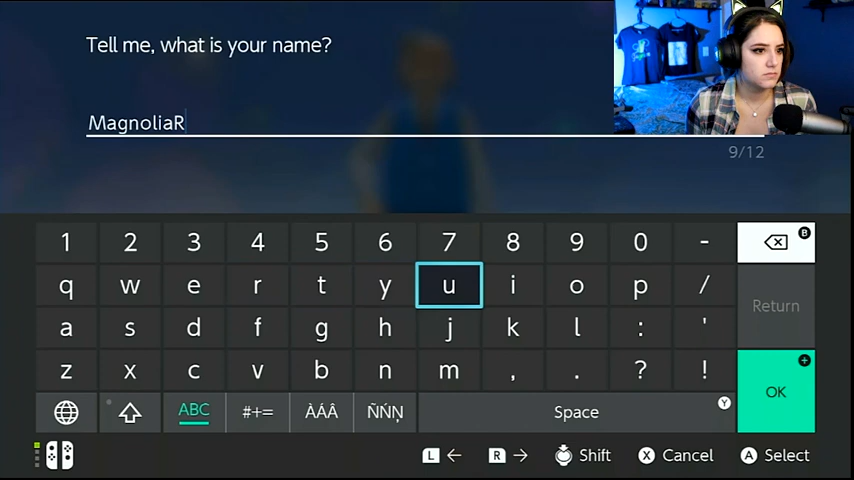 Tell me, what is your name?
MagnoliaR
9/12
1 2 3 4 5 6 7 8 9 0 - B
q w e r t y u i o p /
Return
a s d f g h j k l : '
z x c v b n m , . ? ! OK +
ABC #+= ÀÁÂ ÑŃŅ Space Y
L ← R → Shift X Cancel A Select